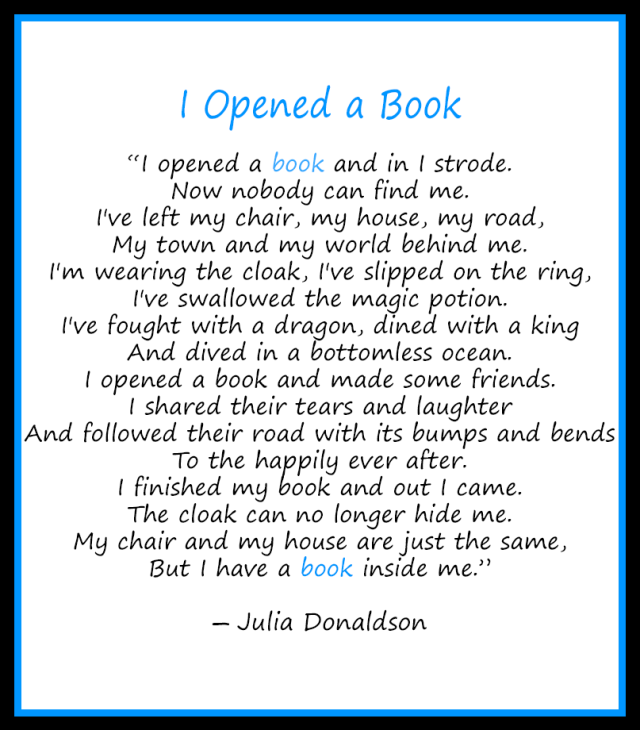 I Opened a Book
“I opened a book and in I strode.
Now nobody can find me.
I've left my chair, my house, my road,
My town and my world behind me.
I'm wearing the cloak, I've slipped on the ring,
I've swallowed the magic potion.
I've fought with a dragon, dined with a king
And dived in a bottomless ocean.
I opened a book and made some friends.
I shared their tears and laughter
And followed their road with its bumps and bends
To the happily ever after.
I finished my book and out I came.
The cloak can no longer hide me.
My chair and my house are just the same,
But I have a book inside me.”
– Julia Donaldson